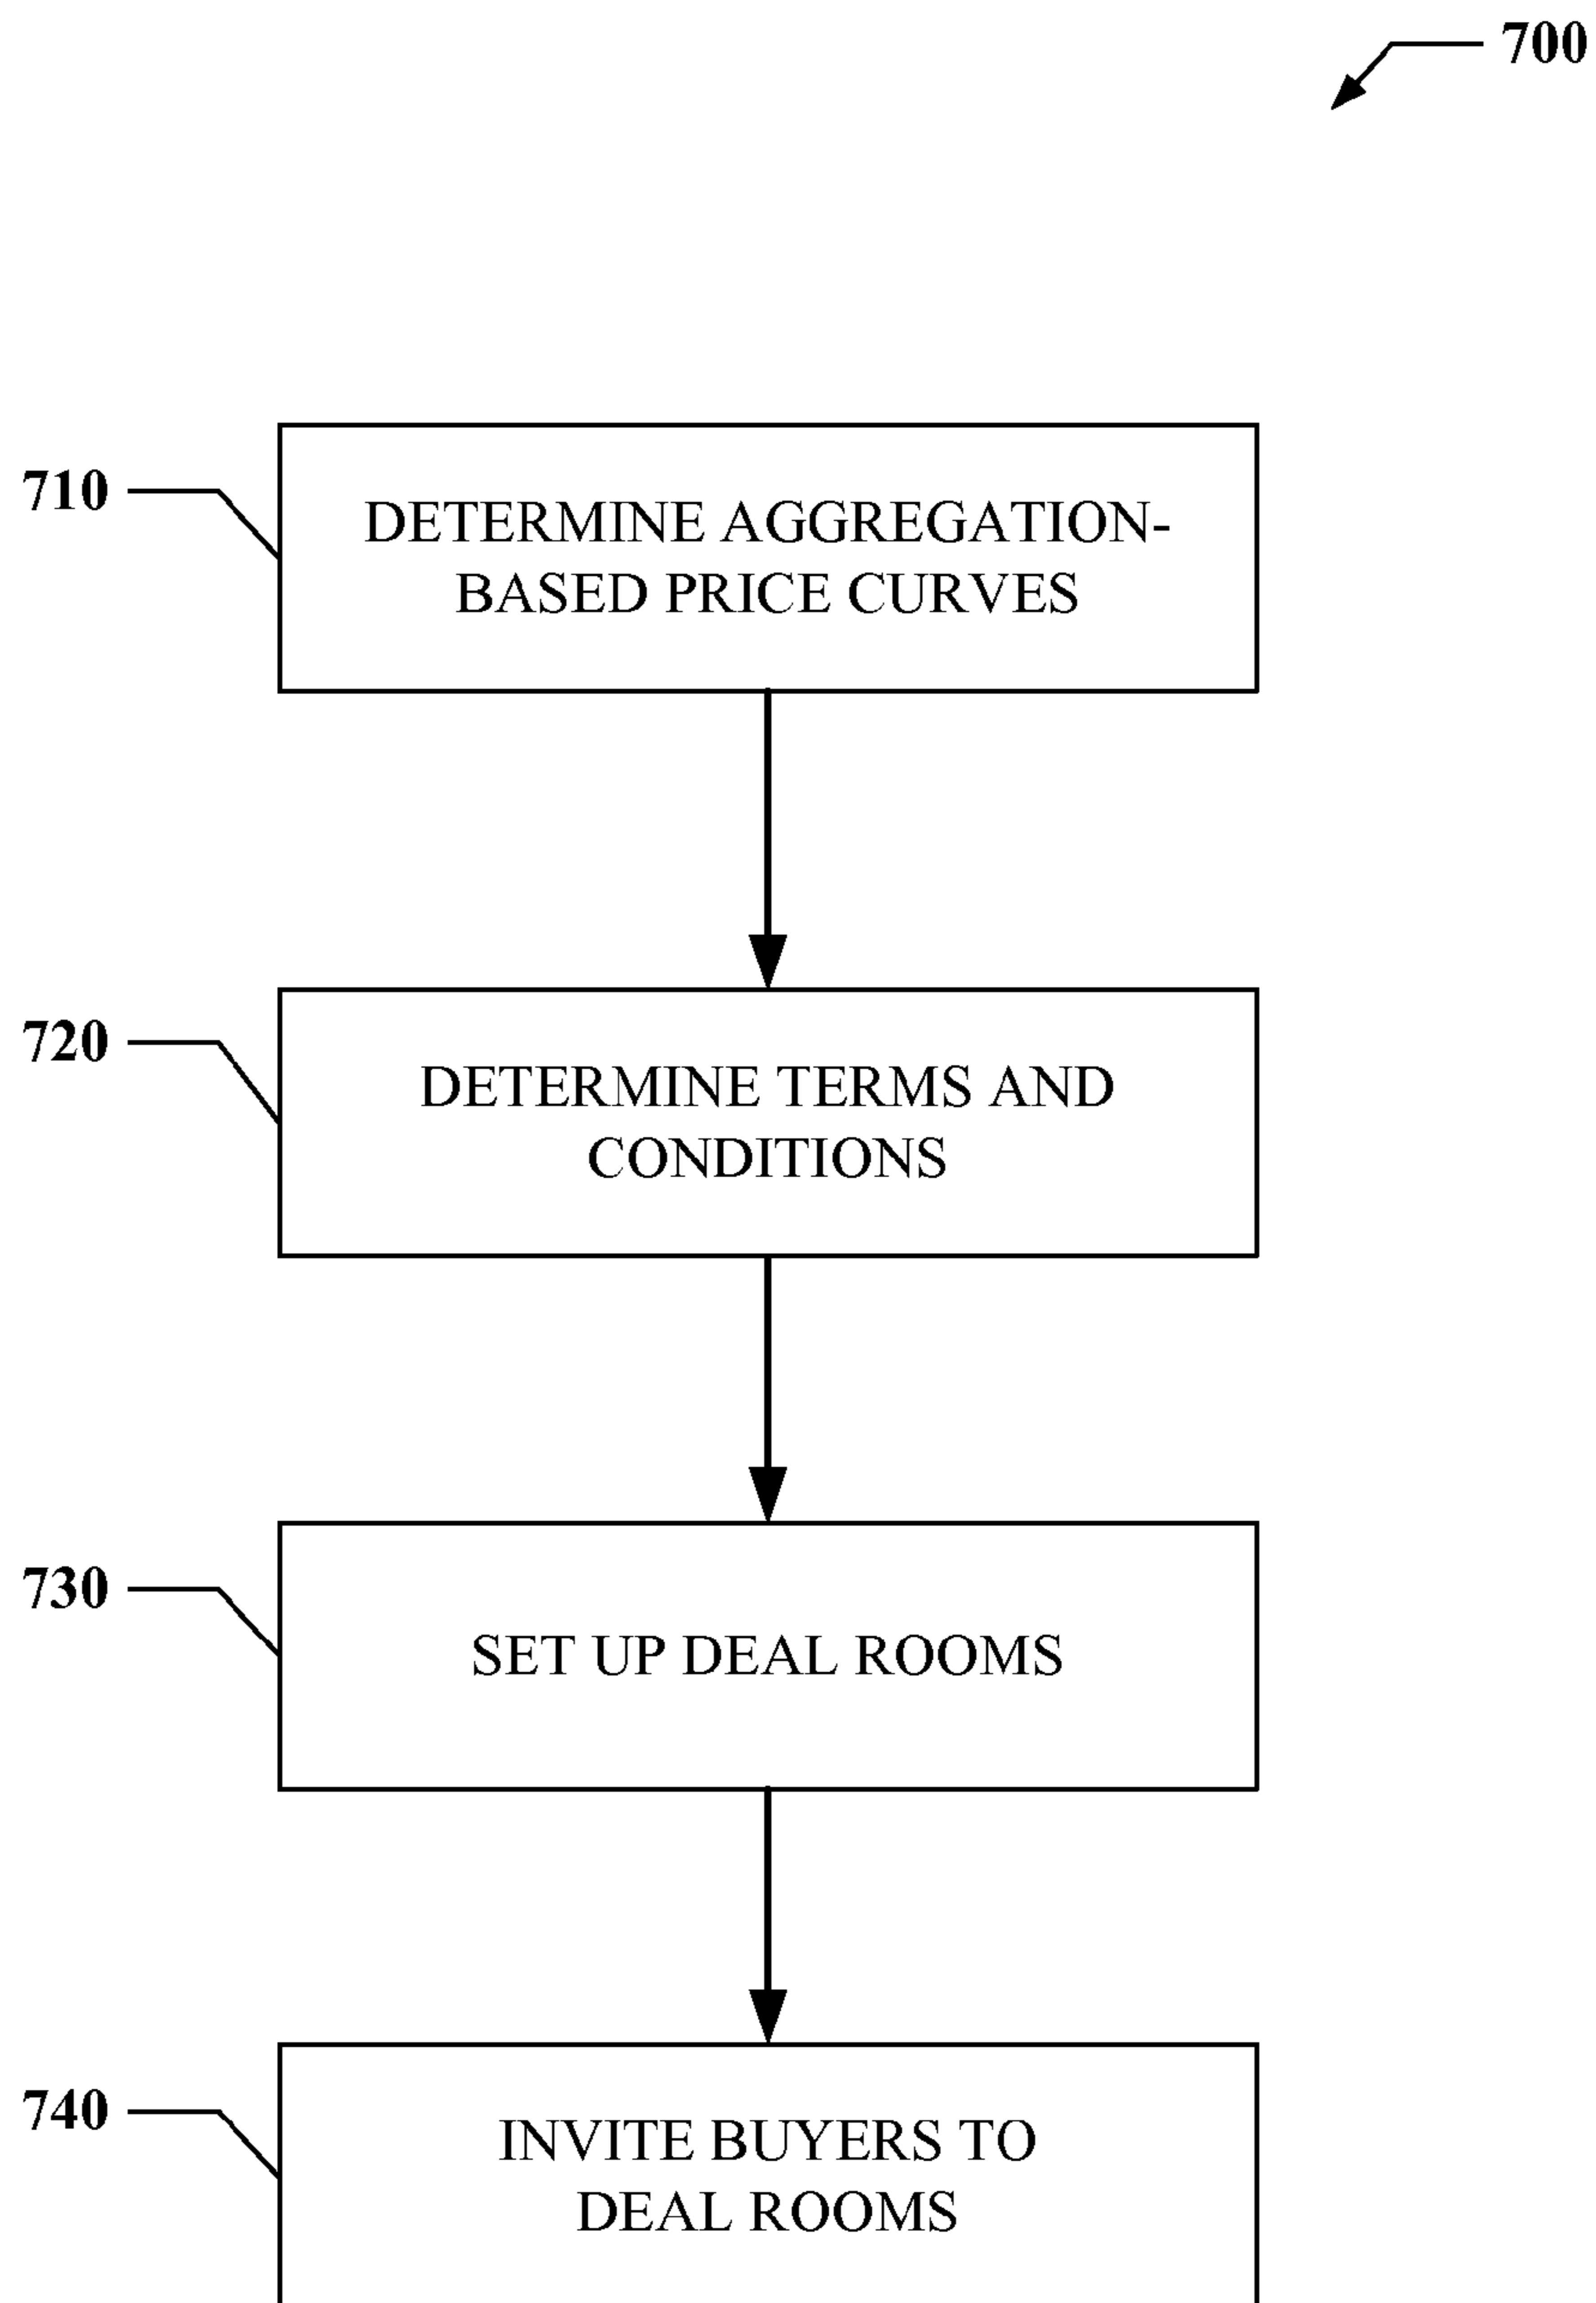 700
710
DETERMINE AGGREGATION-
BASED PRICE CURVES
720
DETERMINE TERMS AND
CONDITIONS
730
SET UP DEAL ROOMS
740
INVITE BUYERS TO
DEAL ROOMS